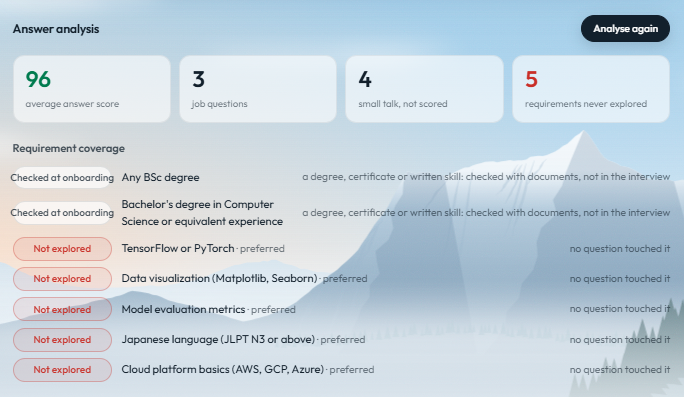 Answer analysis
Analyse again
96
average answer score
3
job questions
4
small talk, not scored
5
requirements never explored
Requirement coverage
Checked at onboarding Any BSc degree a degree, certificate or written skill: checked with documents, not in the interview
Checked at onboarding Bachelor's degree in Computer
Science or equivalent experience a degree, certificate or written skill: checked with documents, not in the interview
Not explored TensorFlow or PyTorch · preferred no question touched it
Not explored Data visualization (Matplotlib, Seaborn) · preferred no question touched it
Not explored Model evaluation metrics · preferred no question touched it
Not explored Japanese language (JLPT N3 or above) · preferred no question touched it
Not explored Cloud platform basics (AWS, GCP, Azure) · preferred no question touched it